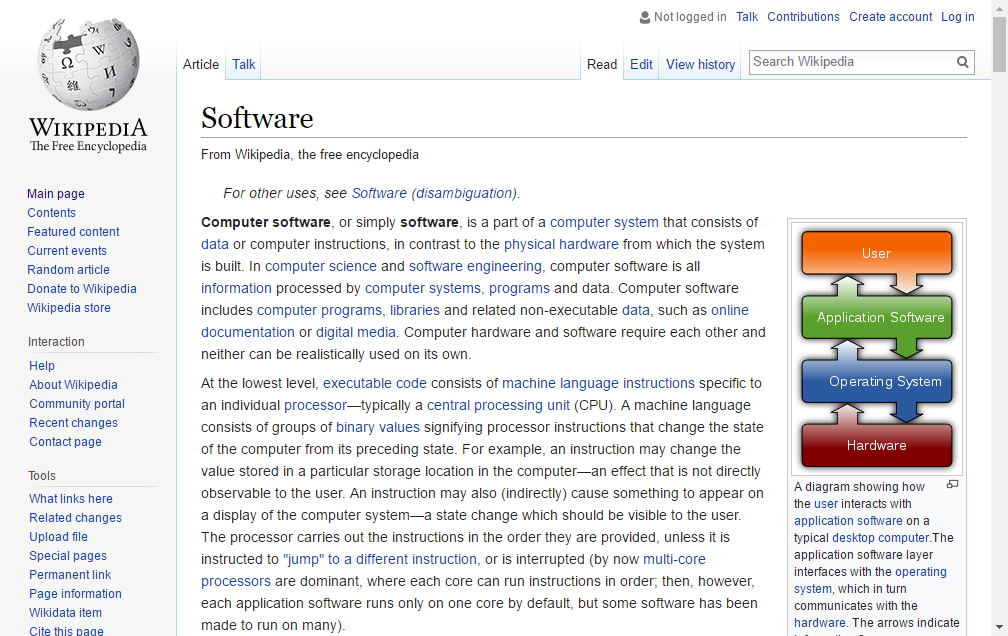 Not logged in Talk Contributions Create account Log in
Article Talk Read Edit View history Search Wikipedia
WIKIPEDIA
The Free Encyclopedia
Main page
Contents
Featured content
Current events
Random article
Donate to Wikipedia
Wikipedia store
Interaction
Help
About Wikipedia
Community portal
Recent changes
Contact page
Tools
What links here
Related changes
Upload file
Special pages
Permanent link
Page information
Wikidata item
Cite this page
Software
From Wikipedia, the free encyclopedia
For other uses, see Software (disambiguation).
Computer software, or simply software, is a part of a computer system that consists of
data or computer instructions, in contrast to the physical hardware from which the system
is built. In computer science and software engineering, computer software is all
information processed by computer systems, programs and data. Computer software
includes computer programs, libraries and related non-executable data, such as online
documentation or digital media. Computer hardware and software require each other and
neither can be realistically used on its own.
At the lowest level, executable code consists of machine language instructions specific to
an individual processor—typically a central processing unit (CPU). A machine language
consists of groups of binary values signifying processor instructions that change the state
of the computer from its preceding state. For example, an instruction may change the
value stored in a particular storage location in the computer—an effect that is not directly
observable to the user. An instruction may also (indirectly) cause something to appear on
a display of the computer system—a state change which should be visible to the user.
The processor carries out the instructions in the order they are provided, unless it is
instructed to "jump" to a different instruction, or is interrupted (by now multi-core
processors are dominant, where each core can run instructions in order; then, however,
each application software runs only on one core by default, but some software has been
made to run on many).
User
Application Software
Operating System
Hardware
A diagram showing how
the user interacts with
application software on a
typical desktop computer.The
application software layer
interfaces with the operating
system, which in turn
communicates with the
hardware. The arrows indicate